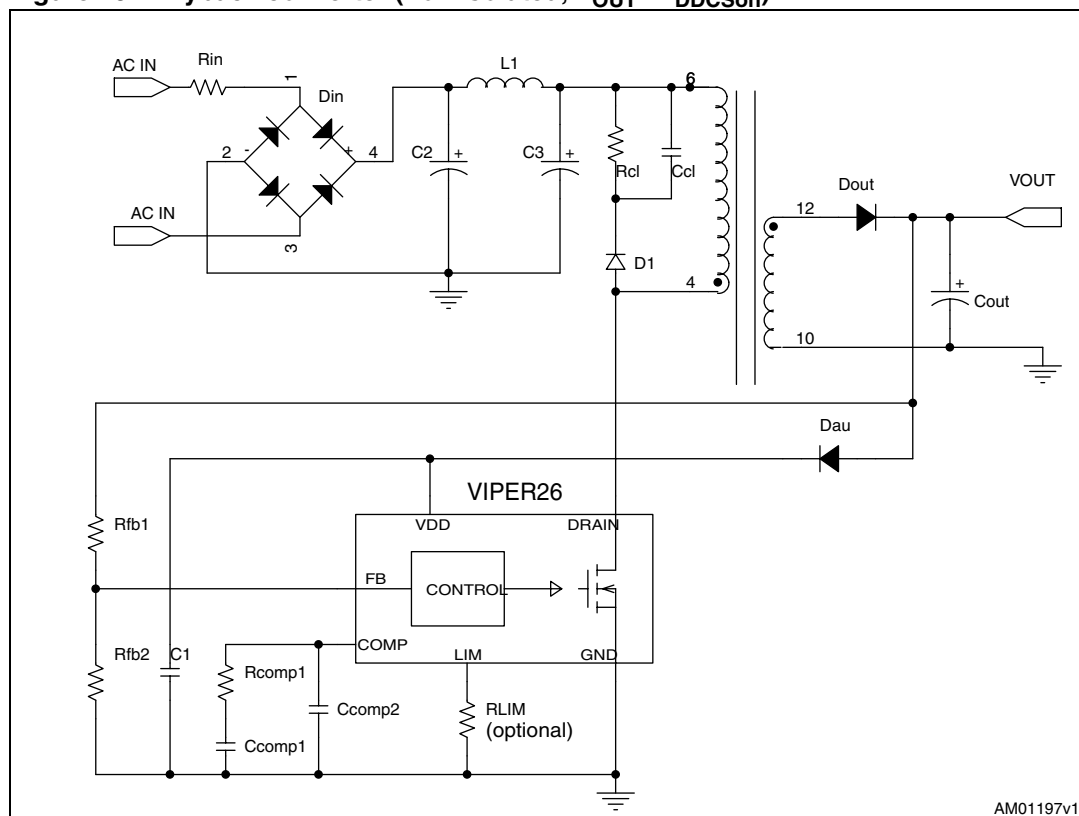 AC IN
Rin
1
Din
2
-
+
4
AC IN
3
C2
+
L1
C3
+
Rcl
Ccl
6
D1
4
12
Dout
VOUT
+
Cout
10
Dau
VIPER26
VDD
DRAIN
FB
CONTROL
COMP
LIM
GND
Rfb1
Rfb2
C1
Rcomp1
Ccomp2
Ccomp1
RLIM
(optional)
AM01197v1